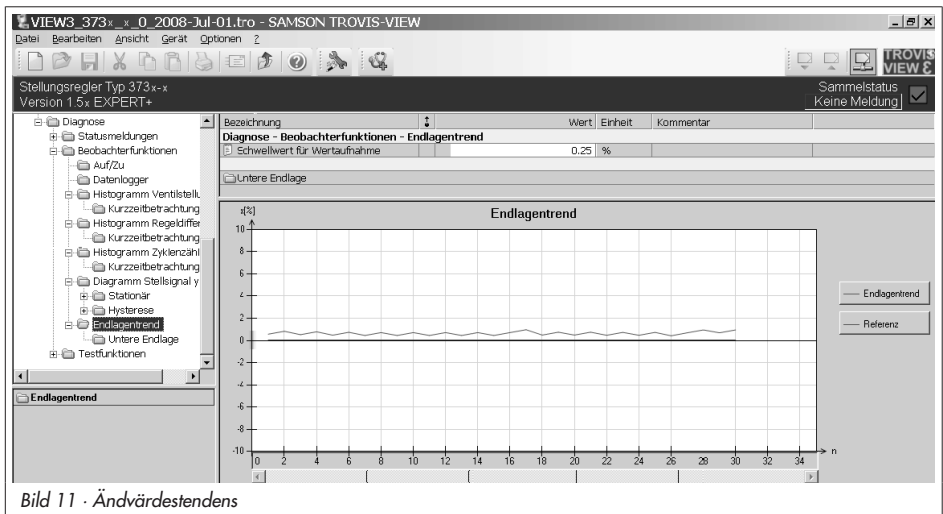 VIEW3_373x_x_0_2008-Jul-01.tro - SAMSON TROVIS-VIEW
Datei Bearbeiten Ansicht Gerät Optionen ?
TROVIS
VIEW 3
Stellungsregler Typ 373x-x
Version 1.5x EXPERT+
Sammelstatus
Keine Meldung
Diagnose
Statusmeldungen
Beobachterfunktionen
Auf/Zu
Datenlogger
Histogramm Ventilstellu
Kurzzeitbetrachtung
Histogramm Regeldiffer
Kurzzeitbetrachtung
Histogramm Zyklenzähl
Kurzzeitbetrachtung
Diagramm Stellsignal y
Stationär
Hysterese
Endlagentrend
Untere Endlage
Testfunktionen
Endlagentrend
Bezeichnung Wert Einheit Kommentar
Diagnose - Beobachterfunktionen - Endlagentrend
Schwellwert für Wertaufnahme 0.25 %
Untere Endlage
x[%]
Endlagentrend
10
8
6
4
2
0
-2
-4
-6
-8
-10
0 2 4 6 8 10 12 14 16 18 20 22 24 26 28 30 32 34
n
Endlagentrend
Referenz
Bild 11 · Ändvärdestendens